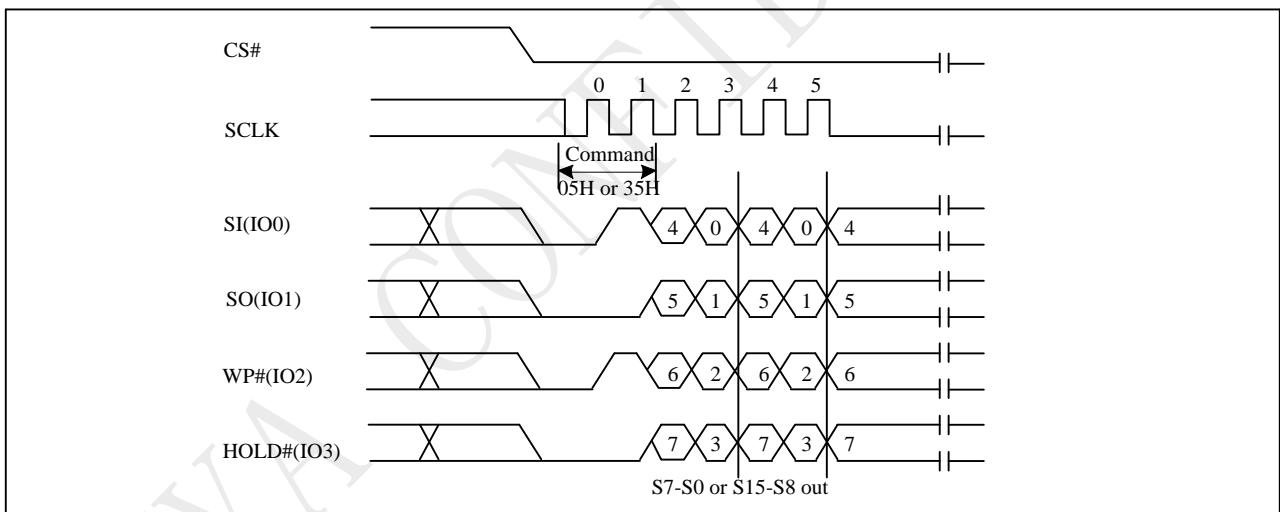 CS#
0 1 2 3 4 5
SCLK
Command
05H or 35H
SI(IO0) 4 0 4 0 4
SO(IO1) 5 1 5 1 5
WP#(IO2) 6 2 6 2 6
HOLD#(IO3) 7 3 7 3 7
S7-S0 or S15-S8 out